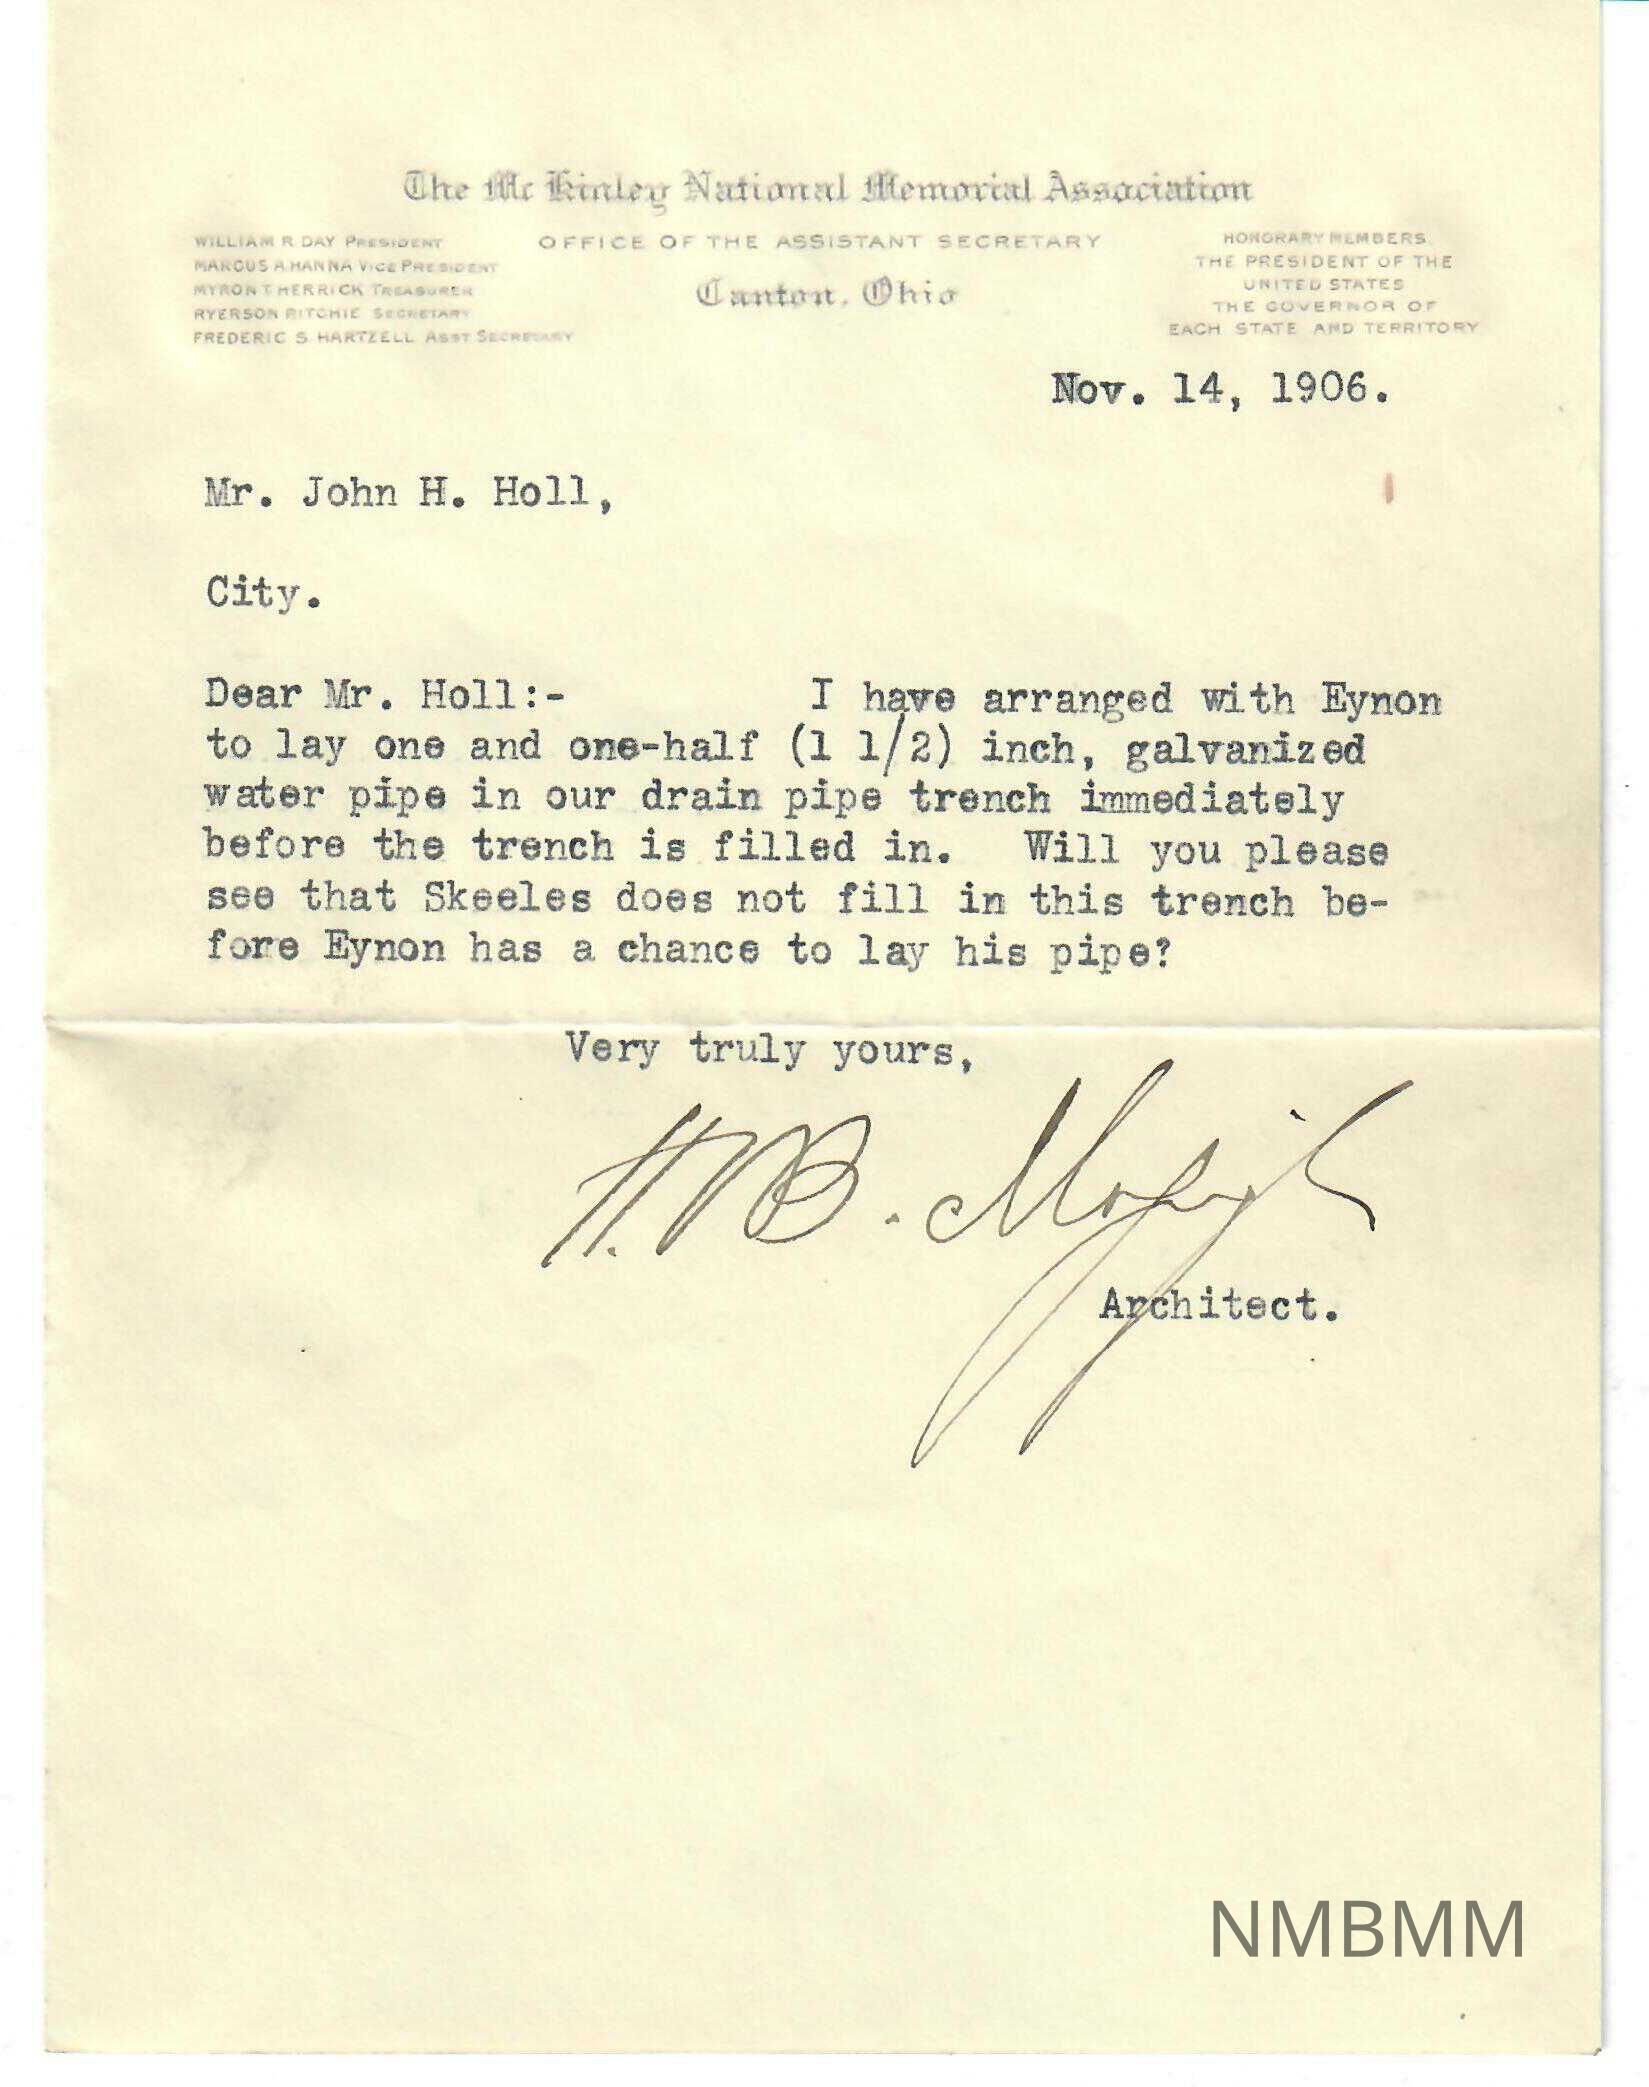 The McKinley National Memorial Association
WILLIAM R DAY PRESIDENT
MARCUS A HANNA VICE PRESIDENT
MYRON T HERRICK TREASURER
RYERSON RITCHIE SECRETARY
FREDERIC S HARTZELL ASST SECRETARY
OFFICE OF THE ASSISTANT SECRETARY
Canton, Ohio
HONORARY MEMBERS
THE PRESIDENT OF THE
UNITED STATES
THE GOVERNOR OF
EACH STATE AND TERRITORY
Nov. 14, 1906.
Mr. John H. Holl,
City.
Dear Mr. Holl:- I have arranged with Eynon
to lay one and one-half (1 1/2) inch, galvanized
water pipe in our drain pipe trench immediately
before the trench is filled in. Will you please
see that Skeeles does not fill in this trench be-
fore Eynon has a chance to lay his pipe?
Very truly yours,
Architect.
NMBMM